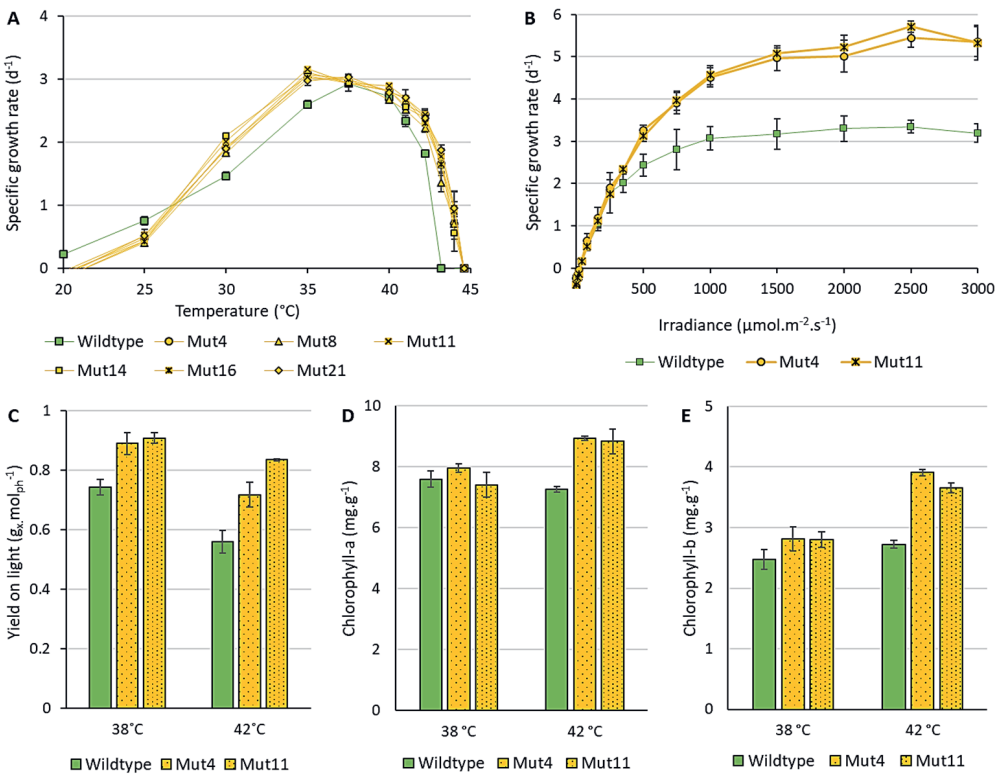 A
Specific growth rate (d-1)
4
3
2
1
0
20 25 30 35 40 45
Temperature (°C)
Wildtype Mut4 Mut8 Mut11
Mut14 Mut16 Mut21
B
Specific growth rate (d-1)
6
5
4
3
2
1
0
500 1000 1500 2000 2500 3000
Irradiance (µmol.m-2.s-1)
Wildtype Mut4 Mut11
C
Yield on light (gx.molph-1)
1
0.8
0.6
0.4
0.2
0
38°C 42°C
Wildtype Mut4 Mut11
D
Chlorophyll-a (mg.g-1)
10
8
6
4
2
0
38 °C 42 °C
Wildtype Mut4 Mut11
E
Chlorophyll-b (mg.g-1)
5
4
3
2
1
0
38 °C 42 °C
Wildtype Mut4 Mut11